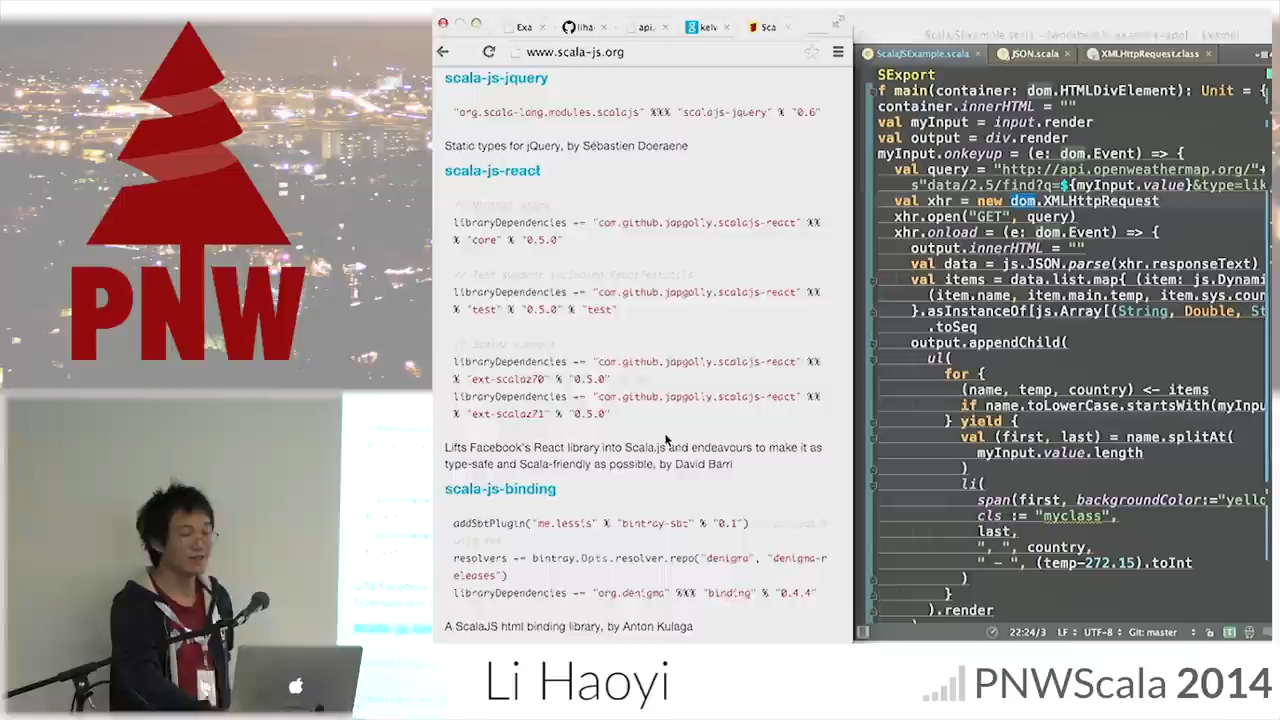 PNW
Exa
liha
api.
kelv
Sca
www.scala-js.org
scala-js-jquery
"org.scala-lang.modules.scalajs" %%% "scalajs-jquery" % "0.6"
Static types for jQuery, by Sébastien Doeraene
scala-js-react
// Minimal usage
libraryDependencies += "com.github.japgolly.scalajs-react" %%
% "core" % "0.5.0"
// Test support including ReactTestUtils
libraryDependencies += "com.github.japgolly.scalajs-react" %%
% "test" % "0.5.0" % "test"
libraryDependencies += "com.github.japgolly.scalajs-react" %%
% "ext-scalaz70" % "0.5.0"
libraryDependencies += "com.github.japgolly.scalajs-react" %%
% "ext-scalaz71" % "0.5.0"
Lifts Facebook's React library into Scala.js and endeavours to make it as
type-safe and Scala-friendly as possible, by David Barri
scala-js-binding
addSbtPlugin("me.lessis" % "bintray-sbt" % "0.1")
resolvers += bintray.Opts.resolver.repo("denigma", "denigma-r
eleases")
libraryDependencies += "org.denigma" %%% "binding" % "0.4.4"
A ScalaJS html binding library, by Anton Kulaga
ScalaJSExample.scala
JSON.scala
XMLHttpRequest.class
SExport
f main(container: dom.HTMLDivElement): Unit = {
container.innerHTML = ""
val myInput = input.render
val output = div.render
myInput.onkeyup = (e: dom.Event) => {
val query = "http://api.openweathermap.org/"+
s"data/2.5/find?q=${myInput.value}&type=lik
val xhr = new dom.XMLHttpRequest
xhr.open("GET", query)
xhr.onload = (e: dom.Event) => {
output.innerHTML = ""
val data = js.JSON.parse(xhr.responseText)
val items = data.list.map{ (item: js.Dynami
(item.name, item.main.temp, item.sys.coun
}.asInstanceOf[js.Array[(String, Double, St
.toSeq
output.appendChild(
ul(
for {
(name, temp, country) <- items
if name.toLowerCase.startsWith(myInpu
} yield {
val (first, last) = name.splitAt(
myInput.value.length
)
li(
span(first, backgroundColor:="yello
cls := "myclass",
last,
", ", country,
" - ", (temp-272.15).toInt
)
}
).render
22:24/3 LF UTF-8 Git: master
Li Haoyi
PNWScala 2014